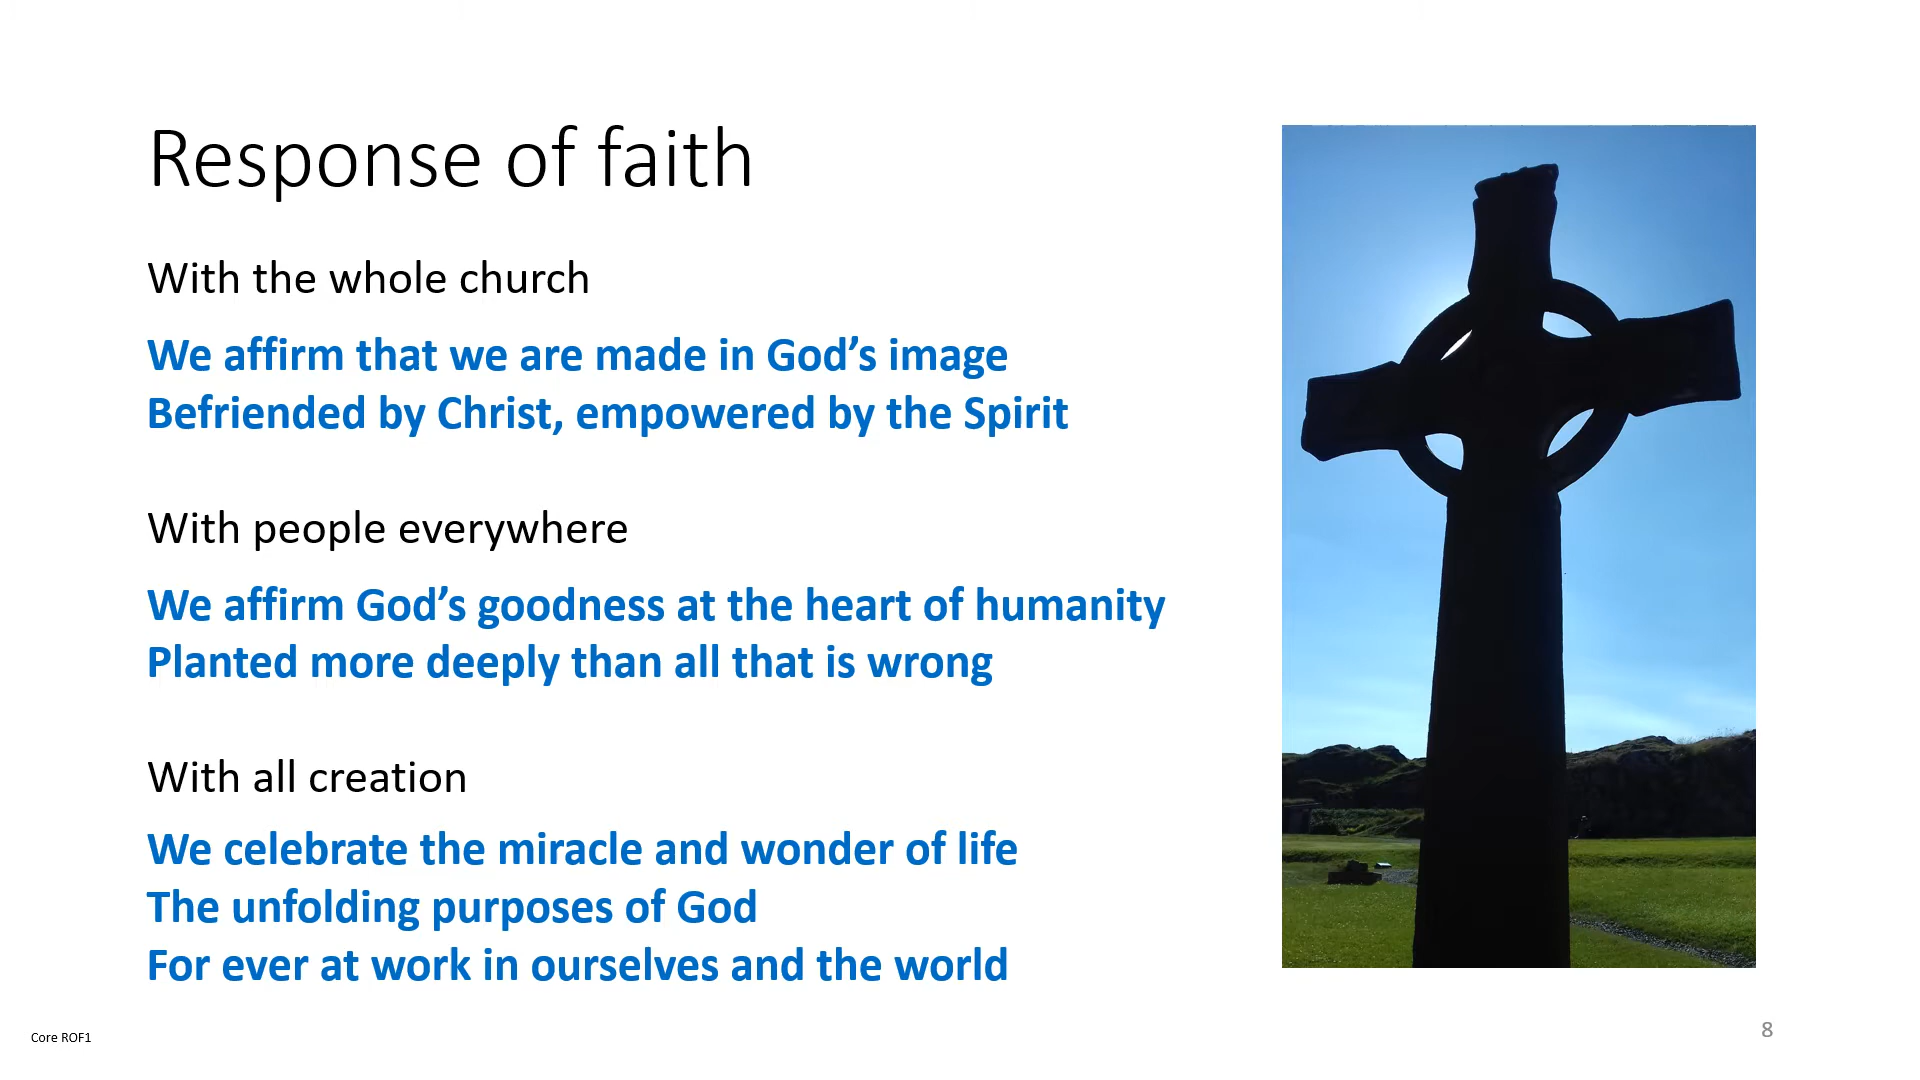 Response of faith
With the whole church
We affirm that we are made in God’s image
Befriended by Christ, empowered by the Spirit
With people everywhere
We affirm God’s goodness at the heart of humanity
Planted more deeply than all that is wrong
With all creation
We celebrate the miracle and wonder of life
The unfolding purposes of God
For ever at work in ourselves and the world
Core ROF1
8